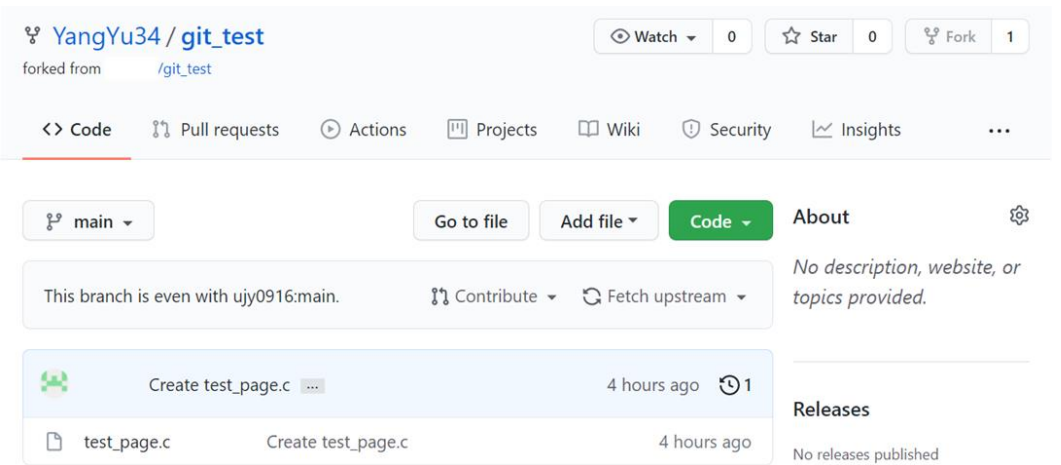 YangYu34 / git_test
Watch 0 Star 0 Fork 1
forked from /git_test
<> Code Pull requests Actions Projects Wiki Security Insights ...
main Go to file Add file Code
This branch is even with ujy0916:main. Contribute Fetch upstream
Create test_page.c ... 4 hours ago 1
test_page.c Create test_page.c 4 hours ago
About
No description, website, or
topics provided.
Releases
No releases published